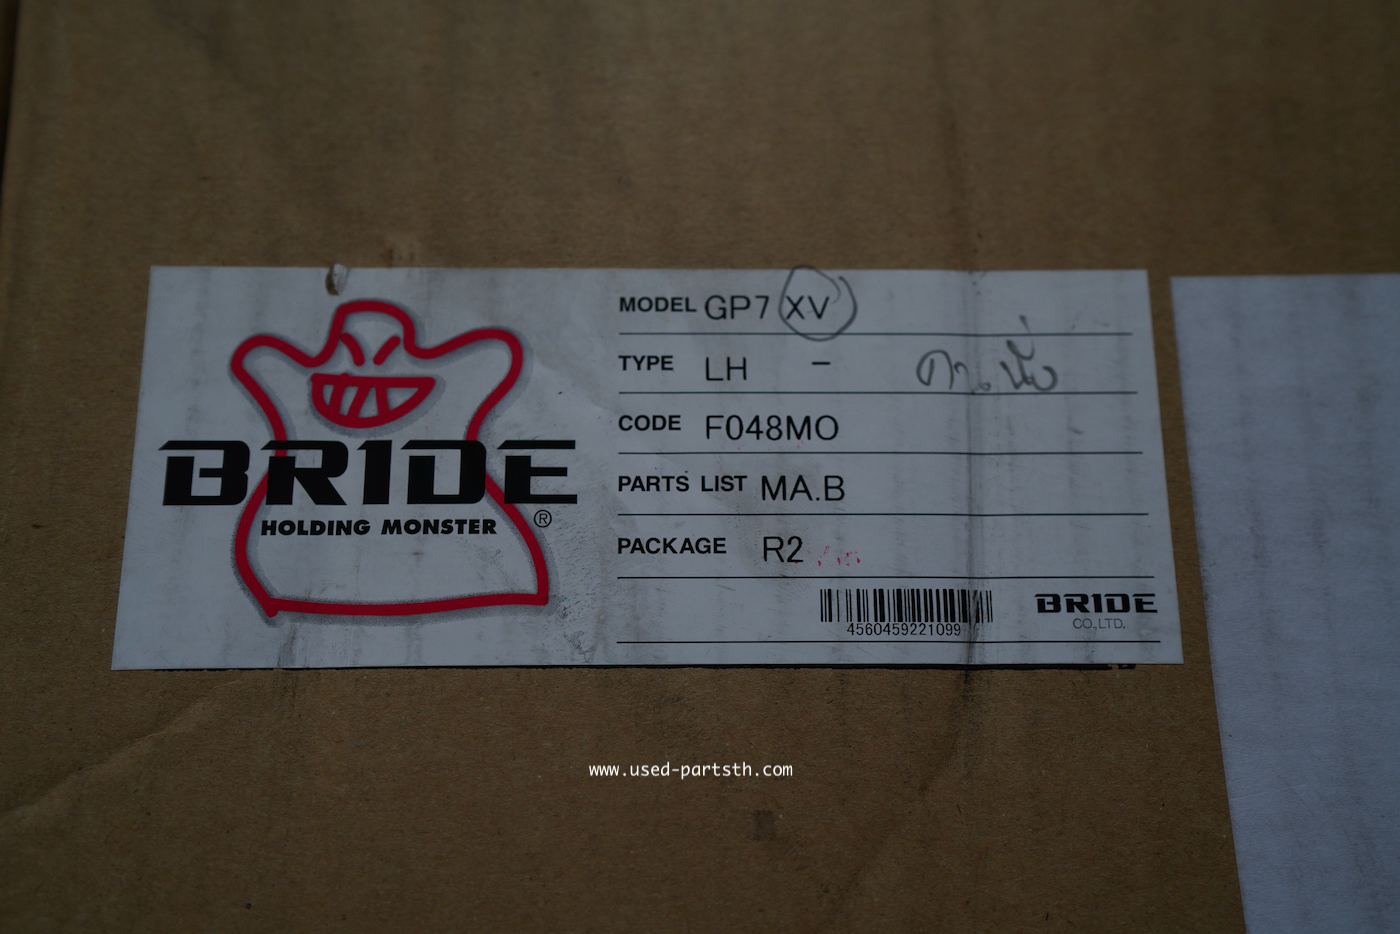 BRIDE
HOLDING MONSTER ®
MODEL GP7 XV
TYPE LH -
CODE F048MO
PARTS LIST MA.B
PACKAGE R2
4560459221099
BRIDE
CO.,LTD.
www.used-partsth.com